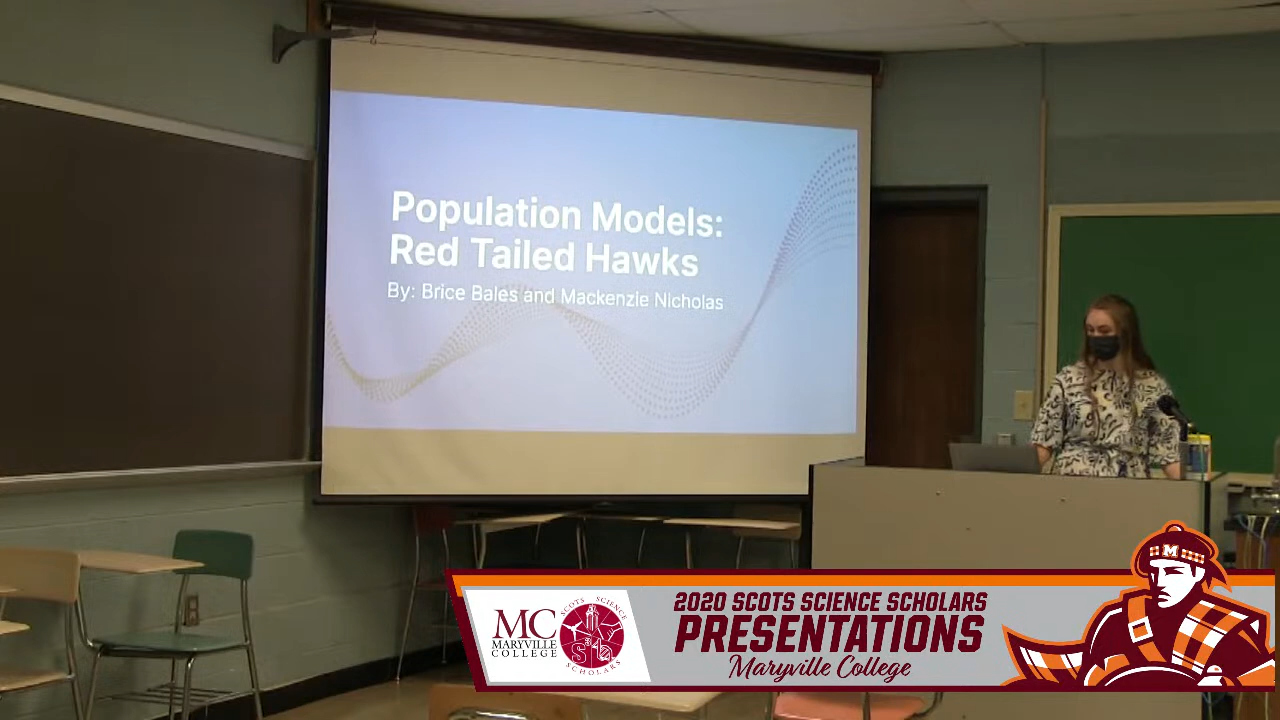 Population Models:
Red Tailed Hawks
By: Brice Bales and Mackenzie Nicholas
MC
MARYVILLE
COLLEGE
SCOTS SCIENCE
SCHOLARS
2020 SCOTS SCIENCE SCHOLARS
PRESENTATIONS
Maryville College
M